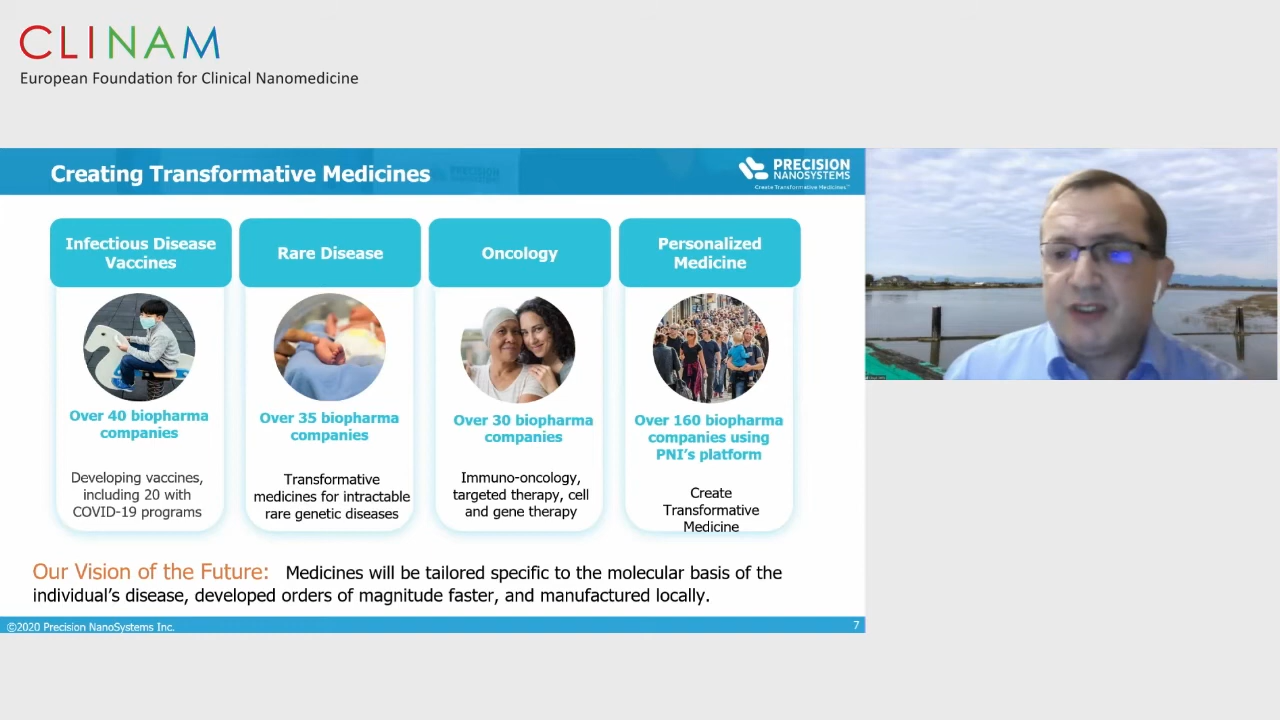 CLINAM
European Foundation for Clinical Nanomedicine
Creating Transformative Medicines
PRECISION
NANOSYSTEMS
Create Transformative Medicines™
Infectious Disease
Vaccines
Over 40 biopharma
companies
Developing vaccines,
including 20 with
COVID-19 programs
Rare Disease
Over 35 biopharma
companies
Transformative
medicines for intractable
rare genetic diseases
Oncology
Over 30 biopharma
companies
Immuno-oncology,
targeted therapy, cell
and gene therapy
Personalized
Medicine
Over 160 biopharma
companies using
PNI’s platform
Create
Transformative
Medicine
Our Vision of the Future: Medicines will be tailored specific to the molecular basis of the
individual’s disease, developed orders of magnitude faster, and manufactured locally.
©2020 Precision NanoSystems Inc.
7